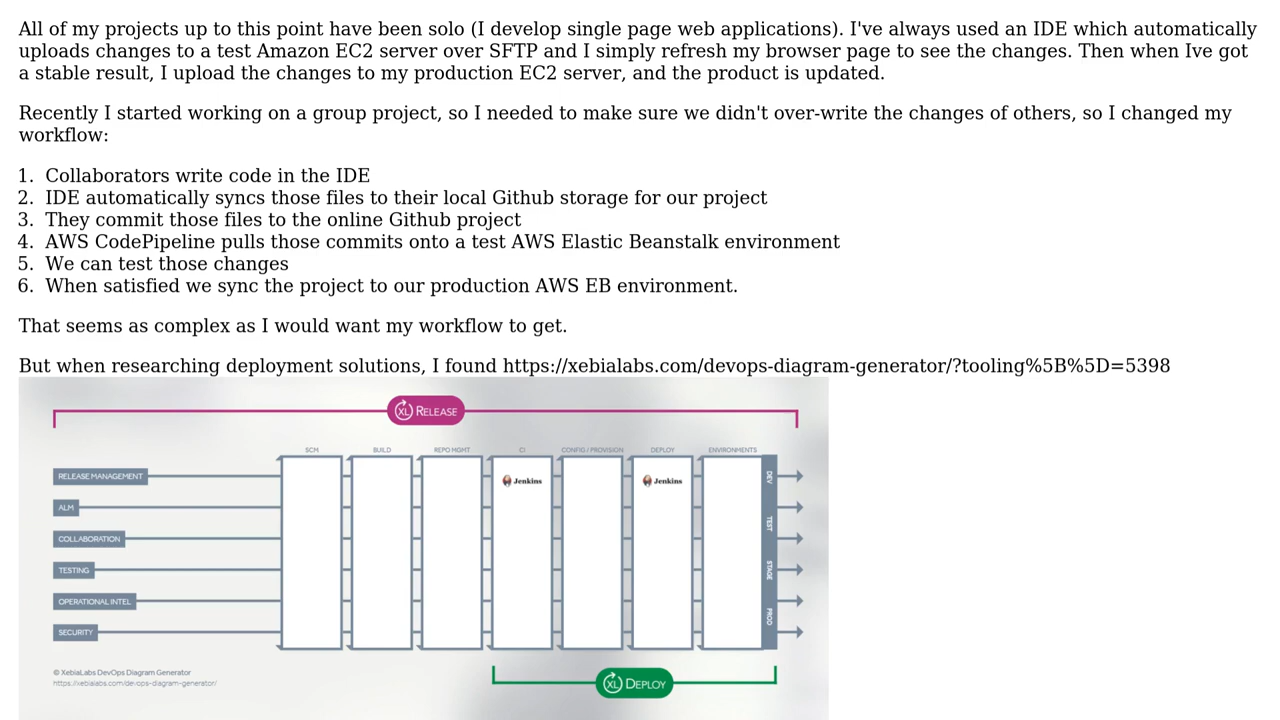 All of my projects up to this point have been solo (I develop single page web applications). I've always used an IDE which automatically
uploads changes to a test Amazon EC2 server over SFTP and I simply refresh my browser page to see the changes. Then when Ive got
a stable result, I upload the changes to my production EC2 server, and the product is updated.
Recently I started working on a group project, so I needed to make sure we didn't over-write the changes of others, so I changed my
workflow:
1. Collaborators write code in the IDE
2. IDE automatically syncs those files to their local Github storage for our project
3. They commit those files to the online Github project
4. AWS CodePipeline pulls those commits onto a test AWS Elastic Beanstalk environment
5. We can test those changes
6. When satisfied we sync the project to our production AWS EB environment.
That seems as complex as I would want my workflow to get.
But when researching deployment solutions, I found https://xebialabs.com/devops-diagram-generator/?tooling%5B%5D=5398
XL RELEASE
SCM BUILD REPO MGMT CI CONFIG / PROVISION DEPLOY ENVIRONMENTS
RELEASE MANAGEMENT
Jenkins Jenkins
DEV
ALM
TEST
COLLABORATION
TESTING
STAGE
OPERATIONAL INTEL
PROD
SECURITY
© XebiaLabs DevOps Diagram Generator
https://xebialabs.com/devops-diagram-generator/
XL DEPLOY